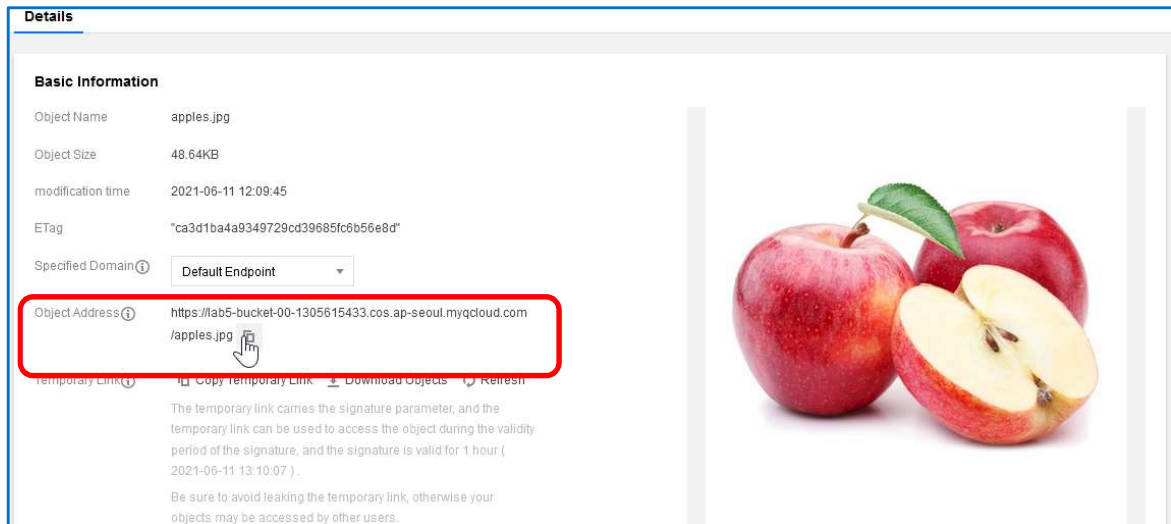 Details
Basic Information
Object Name apples.jpg
Object Size 48.64KB
modification time 2021-06-11 12:09:45
ETag "ca3d1ba4a9349729cd39685fc6b56e8d"
Specified Domain Default Endpoint
Object Address https://lab5-bucket-00-1305615433.cos.ap-seoul.myqcloud.com
/apples.jpg
Temporary Link Copy Temporary Link Download Objects Refresh
The temporary link carries the signature parameter, and the
temporary link can be used to access the object during the validity
period of the signature, and the signature is valid for 1 hour (
2021-06-11 13:10:07 ) .
Be sure to avoid leaking the temporary link, otherwise your
objects may be accessed by other users.